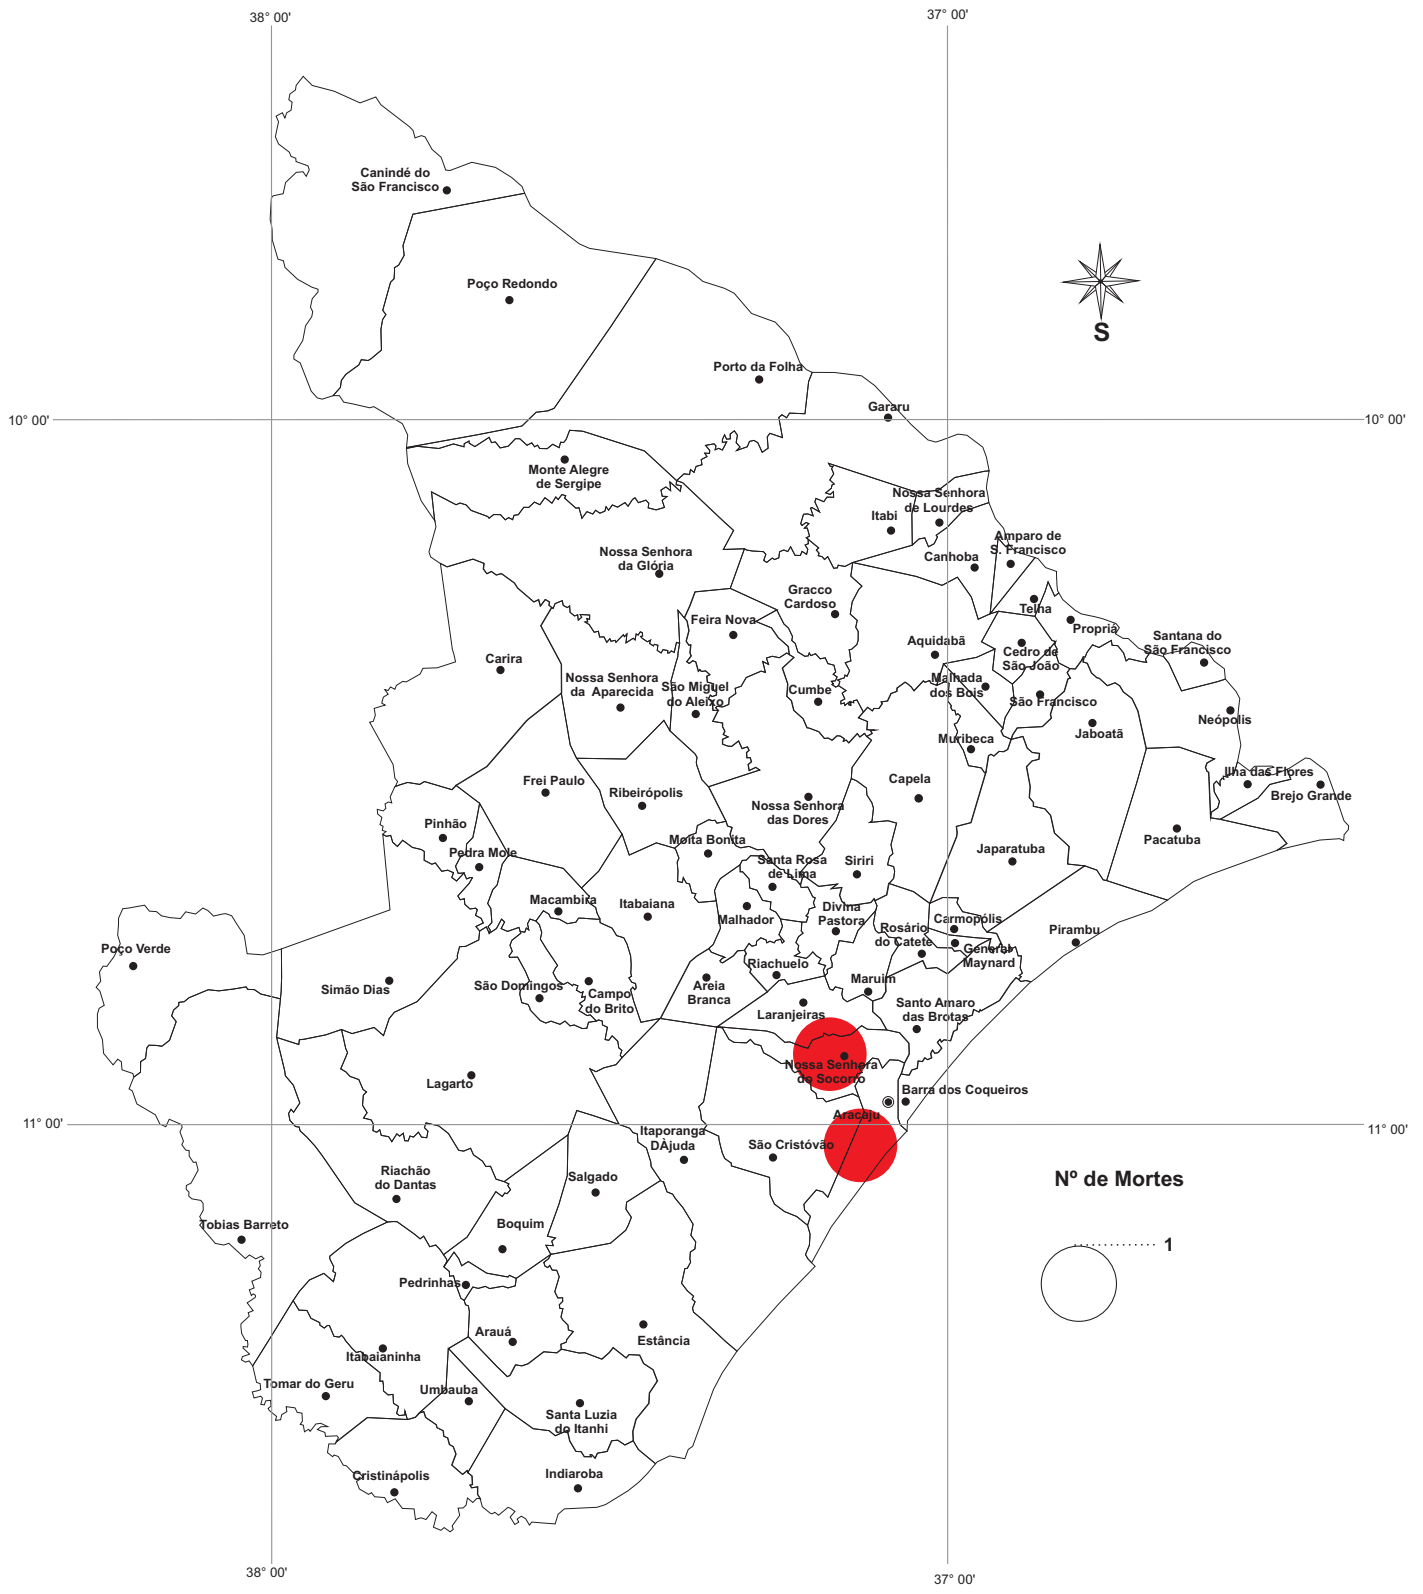 38° 00'
37° 00'
Canindé do
São Francisco
Poço Redondo
S
Porto da Folha
Gararu
10° 00'
10° 00'
Monte Alegre
de Sergipe
Nossa Senhora
de Lourdes
Itabi
Amparo de
S. Francisco
Canhoba
Nossa Senhora
da Glória
Gracco
Cardoso
Telha
Feira Nova
Propriá
Aquidabã
Santana do
São Francisco
Cedro de
São João
Carira
Nossa Senhora
da Aparecida
São Miguel
do Aleixo
Cumbe
Malhada
dos Bois
São Francisco
Neópolis
Jaboatã
Muribeca
Frei Paulo
Ribeirópolis
Capela
Ilha das Flores
Brejo Grande
Nossa Senhora
das Dores
Pinhão
Pedra Mole
Moita Bonita
Santa Rosa
de Lima
Siriri
Japaratuba
Pacatuba
Macambira
Itabaiana
Malhador
Divina
Pastora
Carmopólis
Rosário
do Catete
Pirambu
General
Maynard
Poço Verde
Simão Dias
São Domingos
Campo
do Brito
Areia
Branca
Riachuelo
Maruim
Laranjeiras
Santo Amaro
das Brotas
Nossa Senhora
do Socorro
Lagarto
Barra dos Coqueiros
Aracaju
11° 00'
11° 00'
Itaporanga
DÀjuda
São Cristóvão
Riachão
do Dantas
Salgado
Nº de Mortes
Tobias Barreto
Boquim
1
Pedrinhas
Arauá
Estância
Itabaianinha
Tomar do Geru
Umbauba
Santa Luzia
do Itanhi
Cristinápolis
Indiaroba
38° 00'
37° 00'